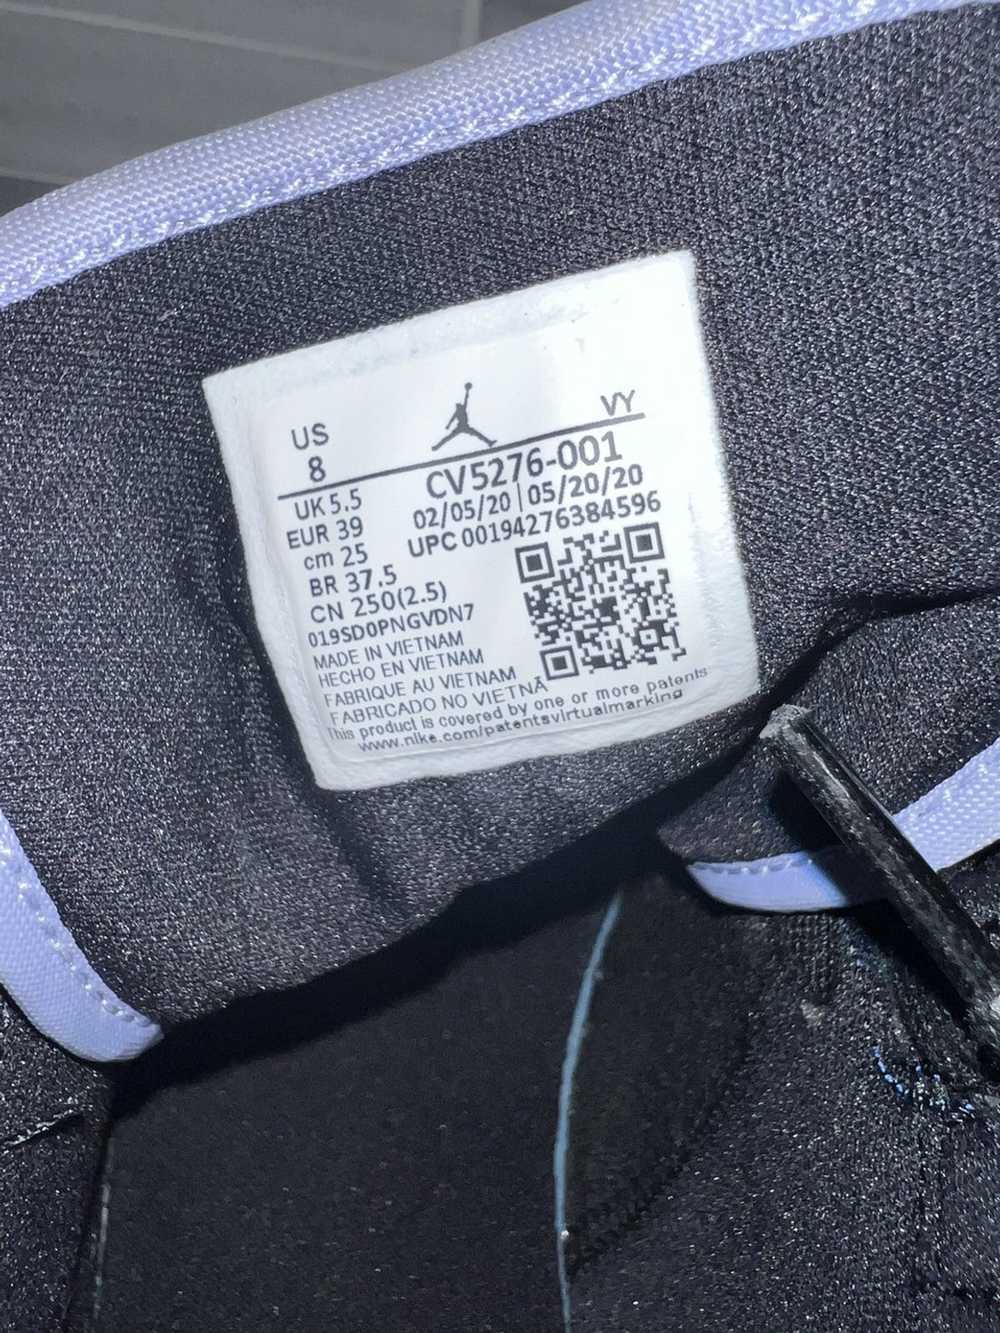 US
8
VY
CV5276-001
UK 5.5
02/05/20 | 05/20/20
EUR 39
UPC 00194276384596
cm 25
BR 37.5
CN 250(2.5)
019SD0PNGVDN7
MADE IN VIETNAM
HECHO EN VIETNAM
FABRIQUE AU VIETNAM
FABRICADO NO VIETNÃ
This product is covered by one or more patents
www.nike.com/patentsvirtualmarking